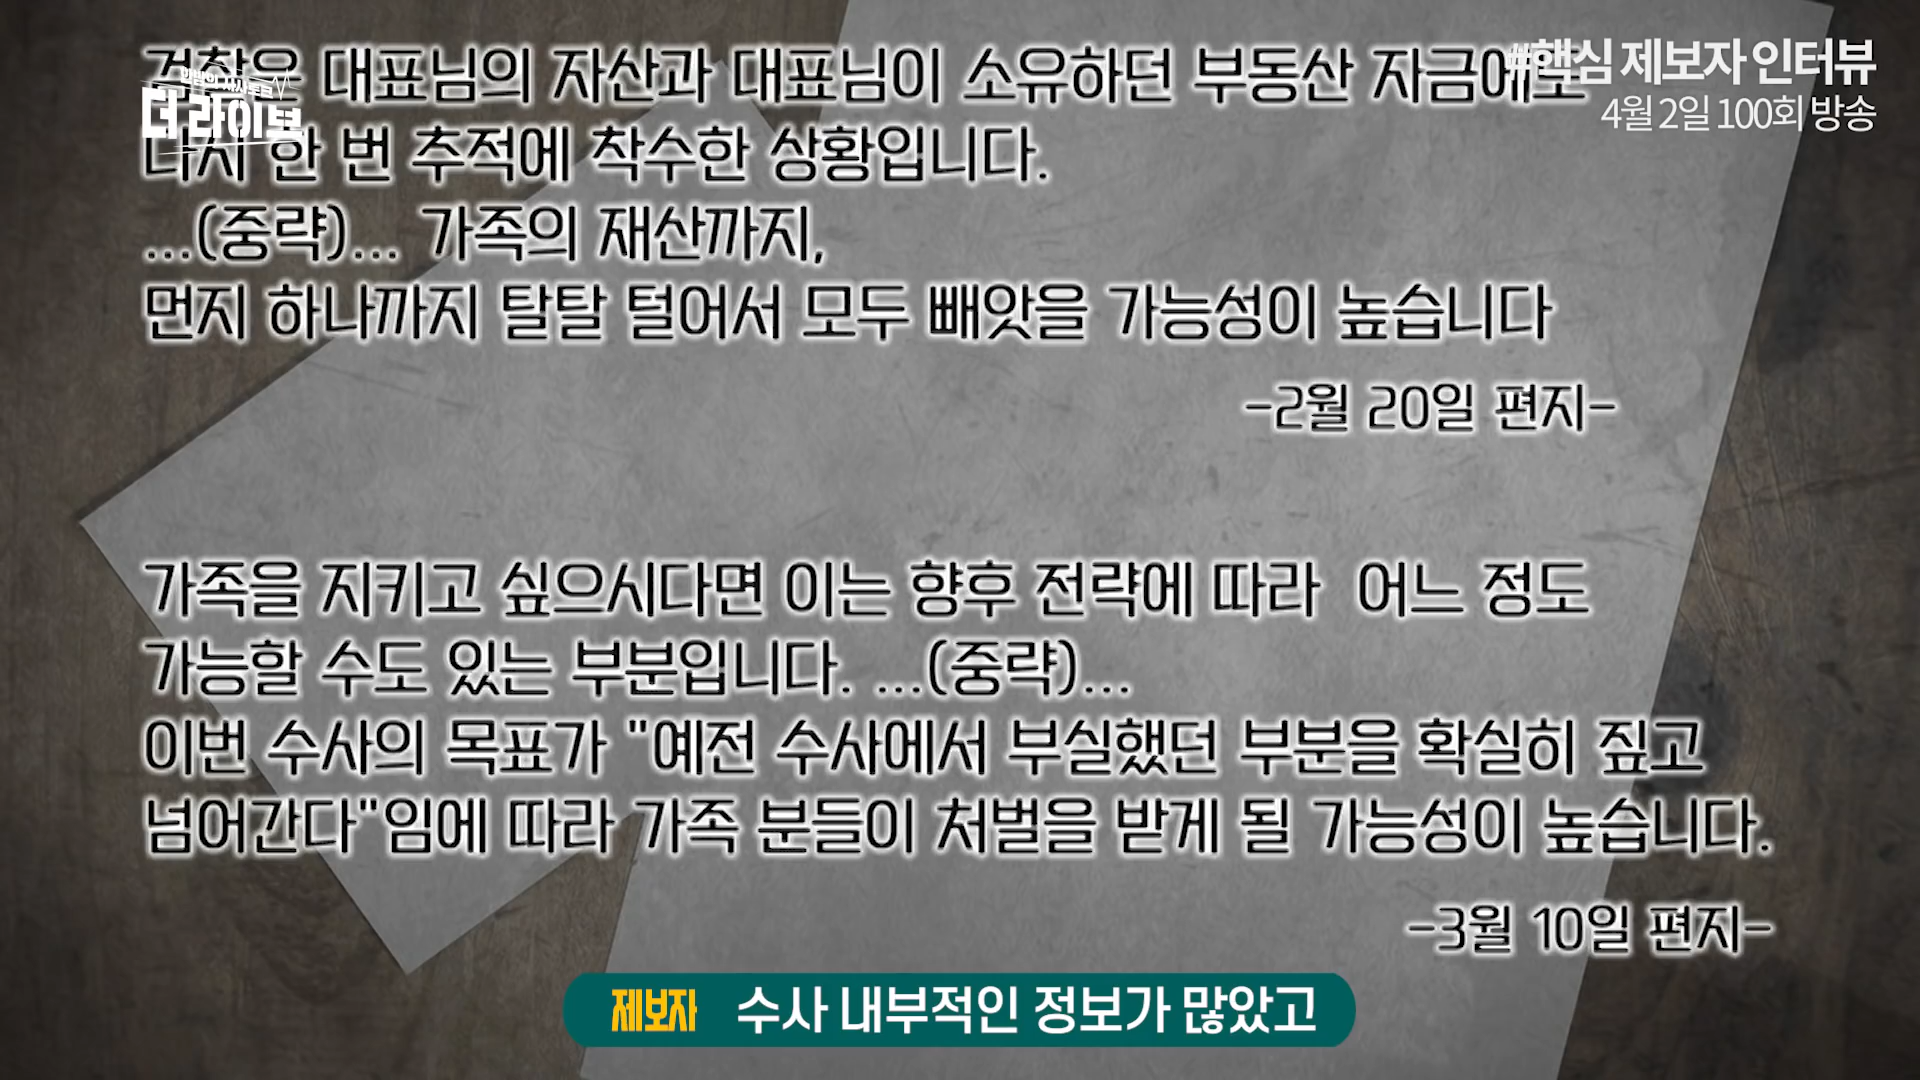 검찰은 대표님의 자산과 대표님이 소유하던 부동산 자금에도
#핵심 제보자 인터뷰
4월 2일 100회 방송
더 라이브
다시 한 번 추적에 착수한 상황입니다.
...(중략)... 가족의 재산까지,
먼지 하나까지 탈탈 털어서 모두 빼앗을 가능성이 높습니다
-2월 20일 편지-
가족을 지키고 싶으시다면 이는 향후 전략에 따라 어느 정도
가능할 수도 있는 부분입니다. ...(중략)...
이번 수사의 목표가 "예전 수사에서 부실했던 부분을 확실히 짚고
넘어간다"임에 따라 가족 분들이 처벌을 받게 될 가능성이 높습니다.
-3월 10일 편지-
제보자 수사 내부적인 정보가 많았고